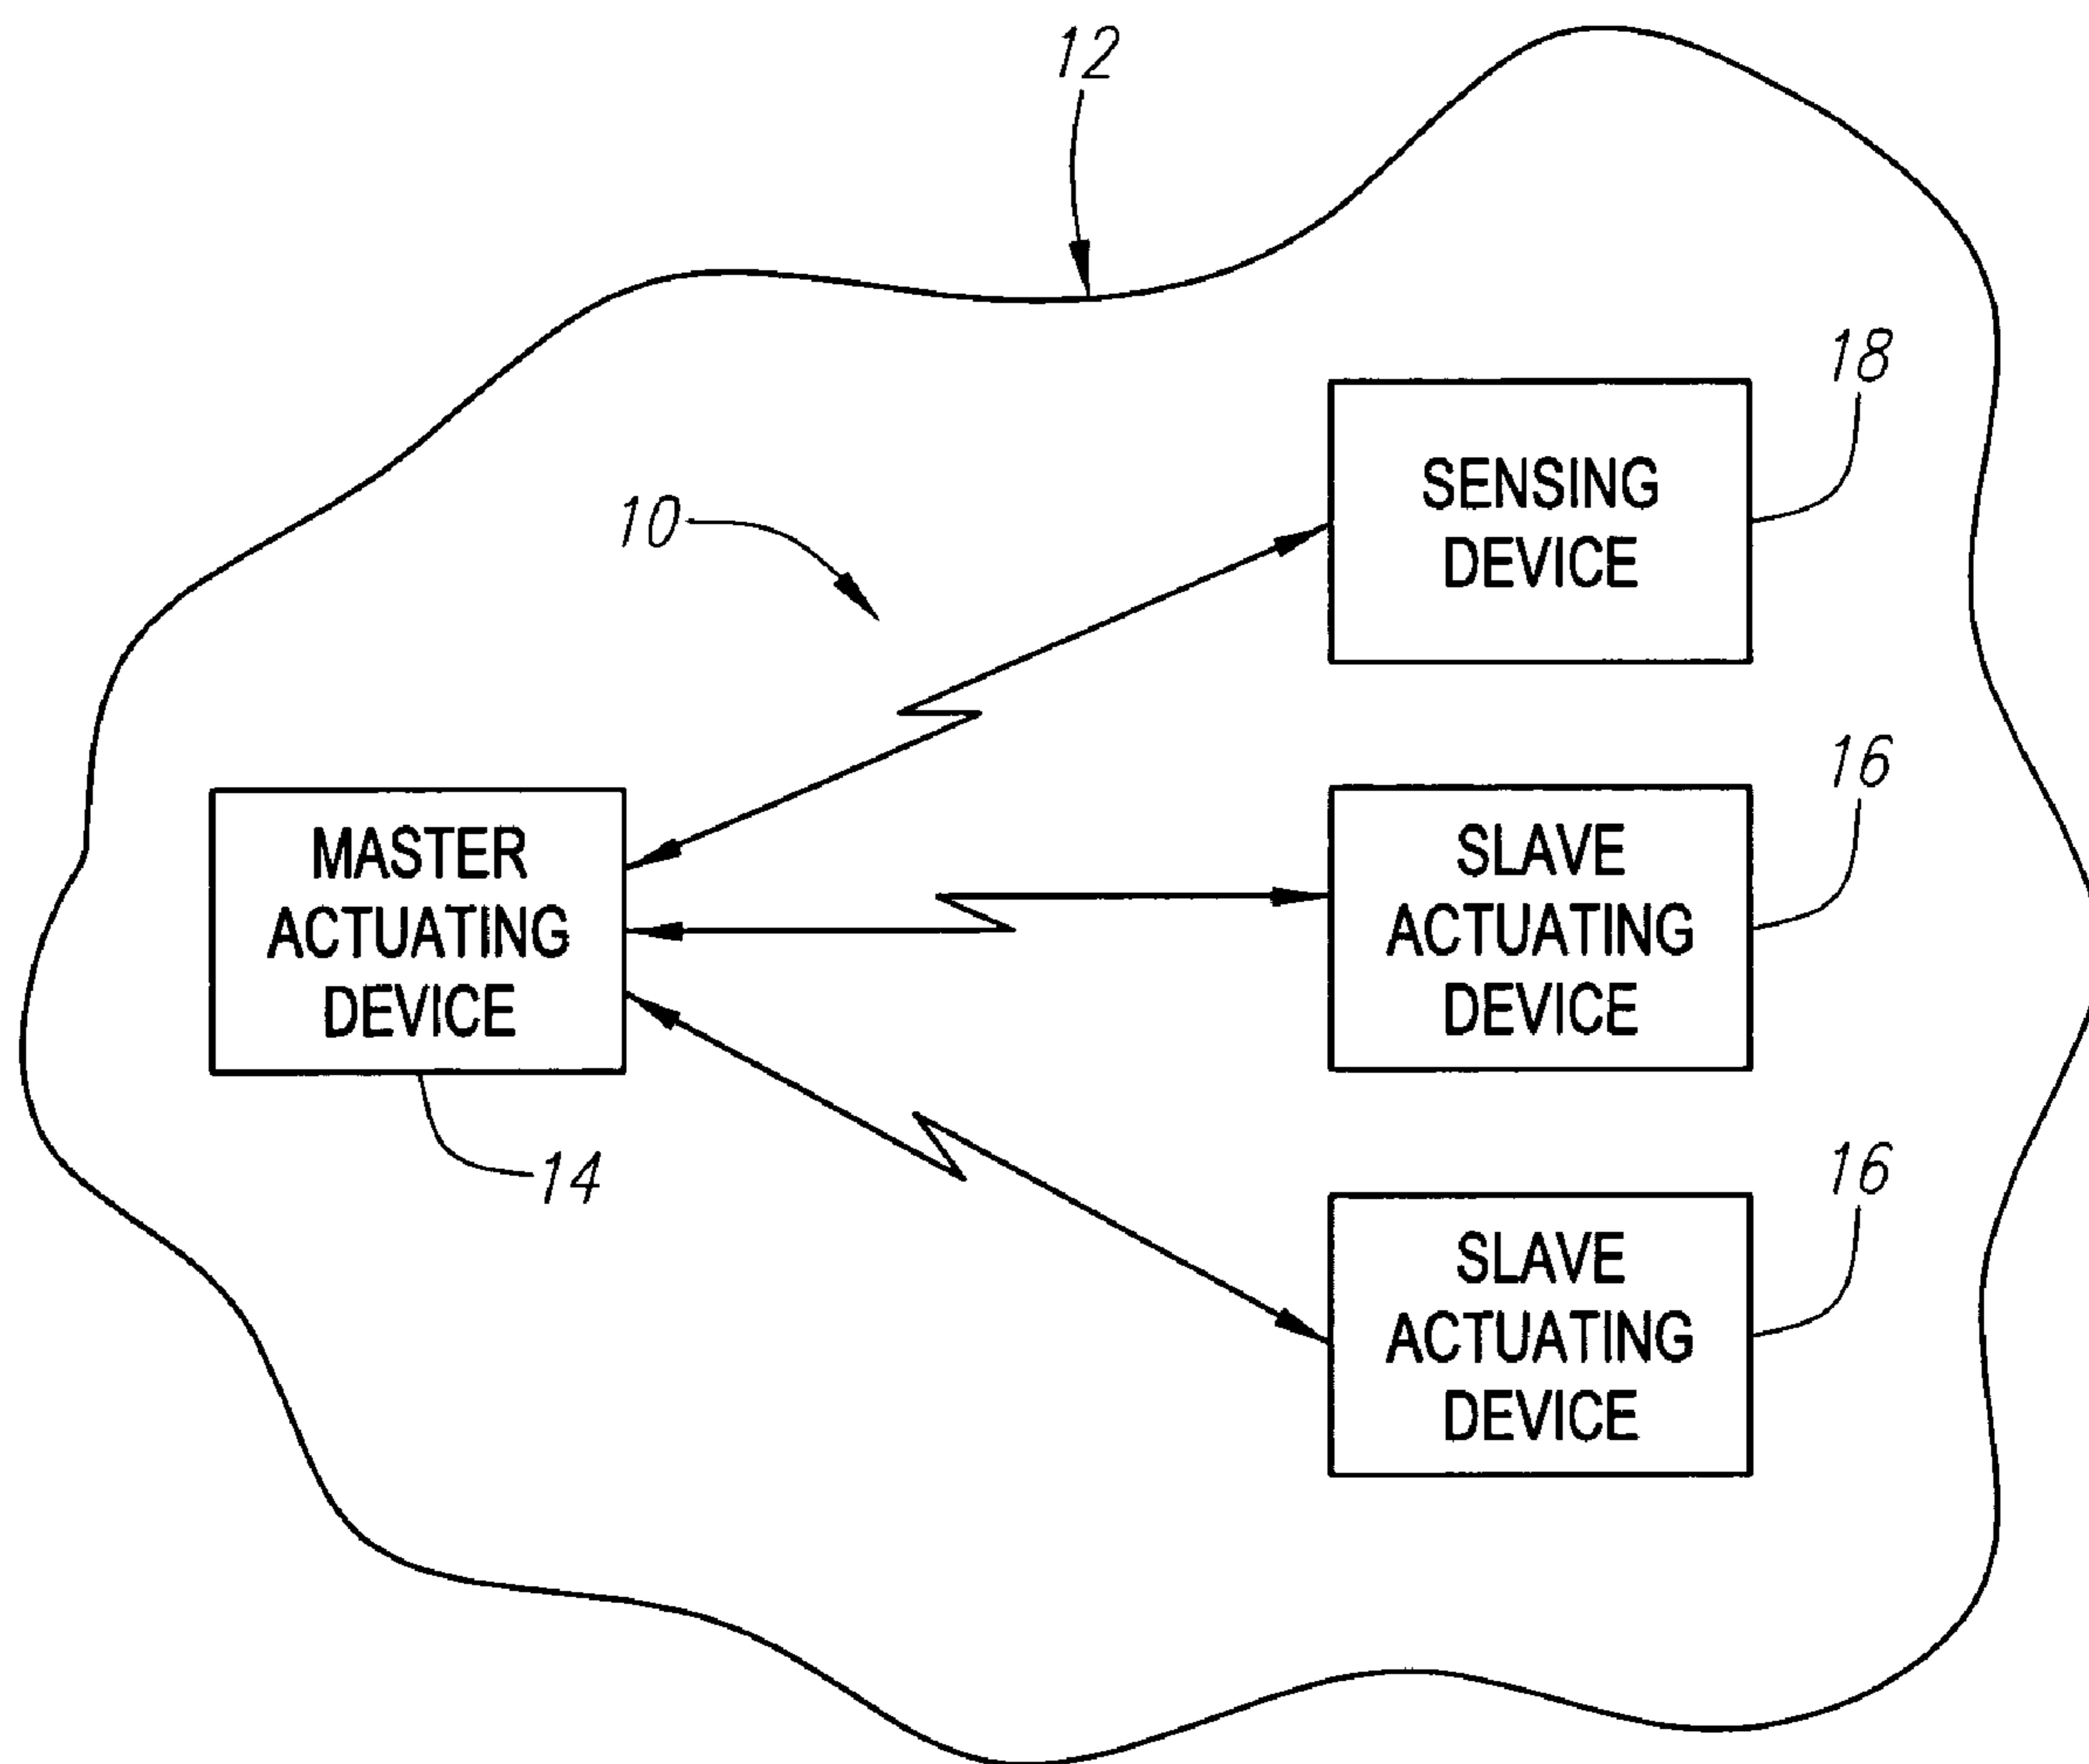 12
18
SENSING
DEVICE
10
16
MASTER
ACTUATING
DEVICE
SLAVE
ACTUATING
DEVICE
14
16
SLAVE
ACTUATING
DEVICE